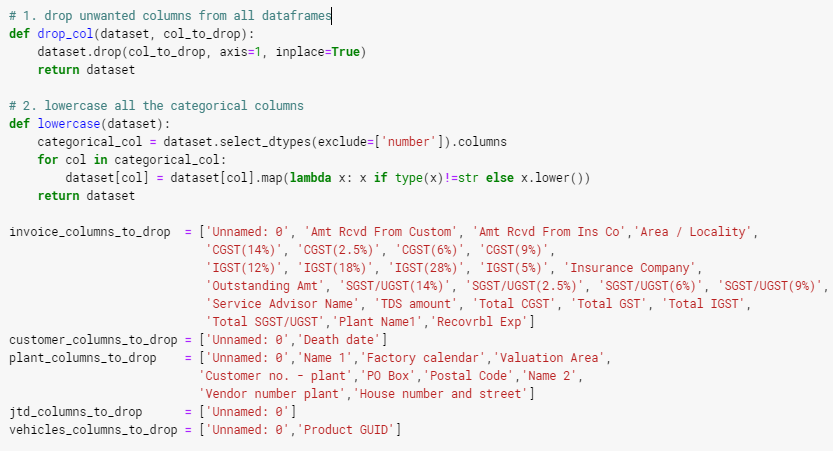 # 1. drop unwanted columns from all dataframes
def drop_col(dataset, col_to_drop):
    dataset.drop(col_to_drop, axis=1, inplace=True)
    return dataset

# 2. lowercase all the categorical columns
def lowercase(dataset):
    categorical_col = dataset.select_dtypes(exclude=['number']).columns
    for col in categorical_col:
        dataset[col] = dataset[col].map(lambda x: x if type(x)!=str else x.lower())
    return dataset

invoice_columns_to_drop  = ['Unnamed: 0', 'Amt Rcvd From Custom', 'Amt Rcvd From Ins Co','Area / Locality',
                            'CGST(14%)', 'CGST(2.5%)', 'CGST(6%)', 'CGST(9%)',
                            'IGST(12%)', 'IGST(18%)', 'IGST(28%)', 'IGST(5%)', 'Insurance Company',
                            'Outstanding Amt', 'SGST/UGST(14%)', 'SGST/UGST(2.5%)', 'SGST/UGST(6%)', 'SGST/UGST(9%)',
                            'Service Advisor Name', 'TDS amount', 'Total CGST', 'Total GST', 'Total IGST',
                            'Total SGST/UGST','Plant Name1','Recovrbl Exp']
customer_columns_to_drop = ['Unnamed: 0','Death date']
plant_columns_to_drop    = ['Unnamed: 0','Name 1','Factory calendar','Valuation Area',
                           'Customer no. - plant','PO Box','Postal Code','Name 2',
                           'Vendor number plant','House number and street']
jtd_columns_to_drop      = ['Unnamed: 0']
vehicles_columns_to_drop = ['Unnamed: 0','Product GUID']